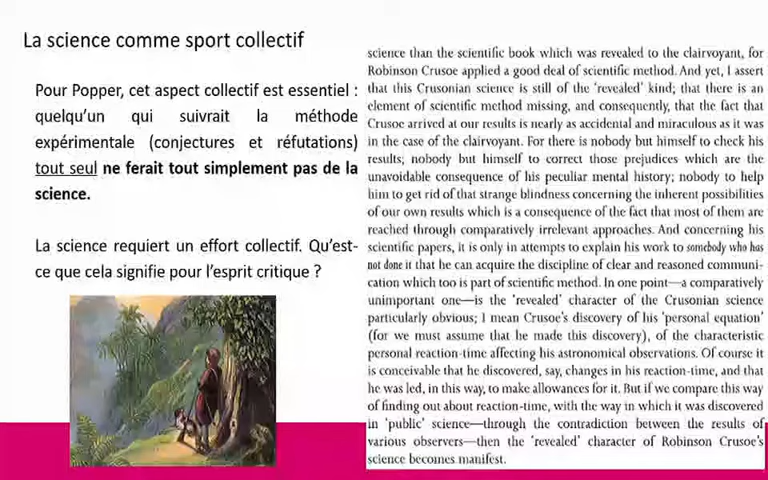 La science comme sport collectif
Pour Popper, cet aspect collectif est essentiel :
quelqu’un qui suivrait la méthode
expérimentale (conjectures et réfutations)
tout seul ne ferait tout simplement pas de la
science.
La science requiert un effort collectif. Qu’est-
ce que cela signifie pour l’esprit critique ?
science than the scientific book which was revealed to the clairvoyant, for
Robinson Crusoe applied a good deal of scientific method. And yet, I assert
that this Crusonian science is still of the ‘revealed’ kind; that there is an
element of scientific method missing, and consequently, that the fact that
Crusoe arrived at our results is nearly as accidental and miraculous as it was
in the case of the clairvoyant. For there is nobody but himself to check his
results; nobody but himself to correct those prejudices which are the
unavoidable consequence of his peculiar mental history; nobody to help
him to get rid of that strange blindness concerning the inherent possibilities
of our own results which is a consequence of the fact that most of them are
reached through comparatively irrelevant approaches. And concerning his
scientific papers, it is only in attempts to explain his work to somebody who has
not done it that he can acquire the discipline of clear and reasoned communi-
cation which too is part of scientific method. In one point—a comparatively
unimportant one—is the ‘revealed’ character of the Crusonian science
particularly obvious; I mean Crusoe’s discovery of his ‘personal equation’
(for we must assume that he made this discovery), of the characteristic
personal reaction-time affecting his astronomical observations. Of course it
is conceivable that he discovered, say, changes in his reaction-time, and that
he was led, in this way, to make allowances for it. But if we compare this way
of finding out about reaction-time, with the way in which it was discovered
in ‘public’ science—through the contradiction between the results of
various observers—then the ‘revealed’ character of Robinson Crusoe’s
science becomes manifest.